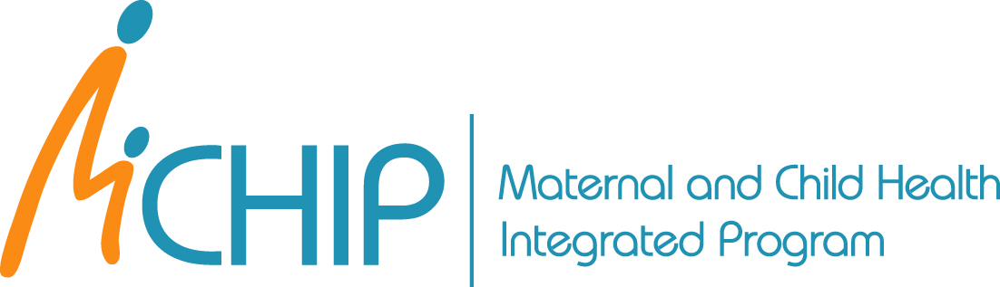 MCHIP
Maternal and Child Health
Integrated Program